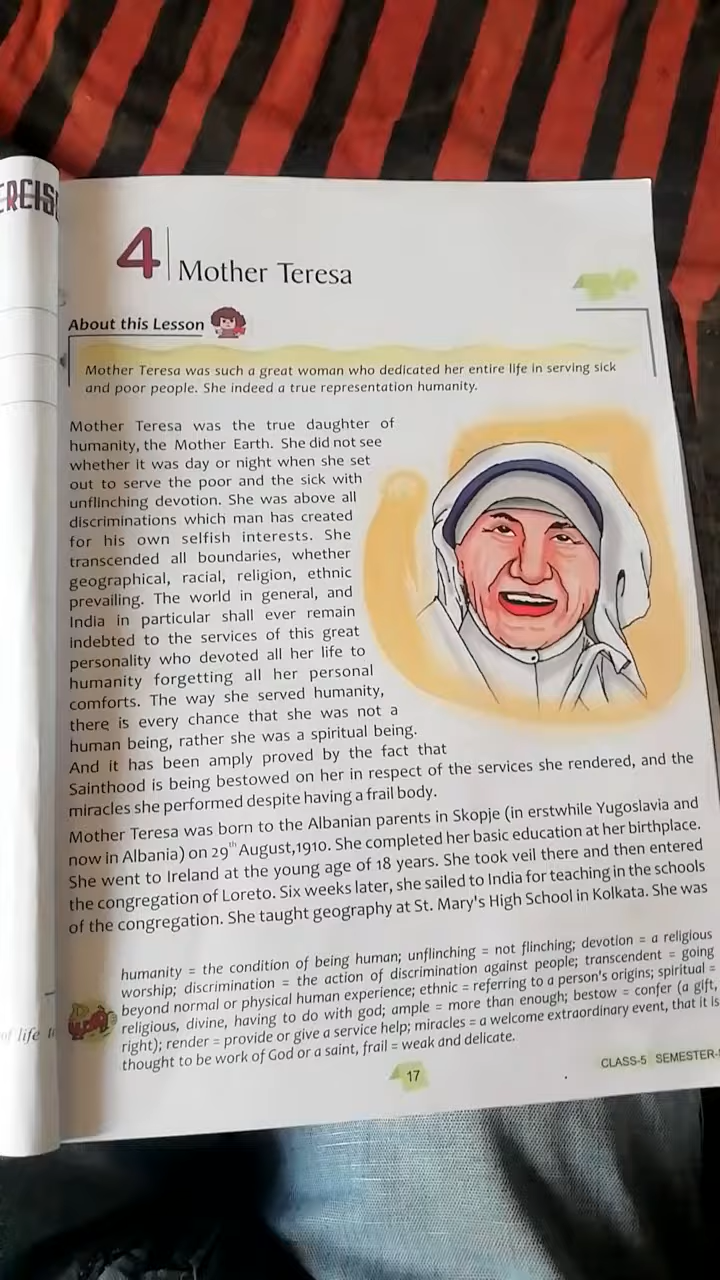 ERCIS
4 Mother Teresa
About this Lesson
Mother Teresa was such a great woman who dedicated her entire life in serving sick
and poor people. She indeed a true representation humanity.
Mother Teresa was the true daughter of
humanity, the Mother Earth. She did not see
whether it was day or night when she set
out to serve the poor and the sick with
unflinching devotion. She was above all
discriminations which man has created
for his own selfish interests. She
transcended all boundaries, whether
geographical, racial, religion, ethnic
prevailing. The world in general, and
India in particular shall ever remain
indebted to the services of this great
personality who devoted all her life to
humanity forgetting all her personal
comforts. The way she served humanity,
there is every chance that she was not a
human being, rather she was a spiritual being.
And it has been amply proved by the fact that
Sainthood is being bestowed on her in respect of the services she rendered, and the
miracles she performed despite having a frail body.
Mother Teresa was born to the Albanian parents in Skopje (in erstwhile Yugoslavia and
now in Albania) on 29th August,1910. She completed her basic education at her birthplace.
She went to Ireland at the young age of 18 years. She took veil there and then entered
the congregation of Loreto. Six weeks later, she sailed to India for teaching in the schools
of the congregation. She taught geography at St. Mary's High School in Kolkata. She was
humanity = the condition of being human; unflinching = not flinching; devotion = a religious
worship; discrimination = the action of discrimination against people; transcendent = going
beyond normal or physical human experience; ethnic = referring to a person's origins; spiritual =
religious, divine, having to do with god; ample = more than enough; bestow = confer (a gift,
right); render = provide or give a service help; miracles = a welcome extraordinary event, that it is
thought to be work of God or a saint, frail = weak and delicate.
of life
17
CLASS-5 SEMESTER-